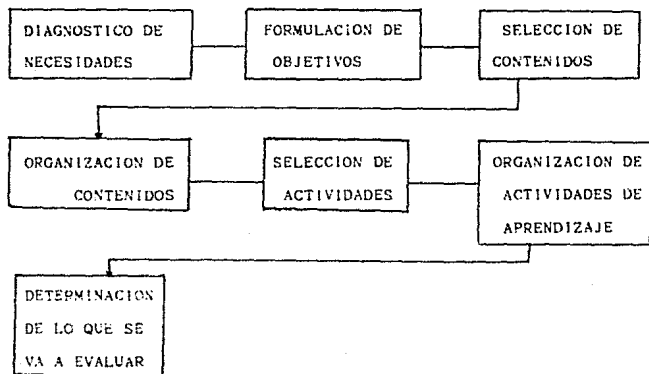 DIAGNOSTICO DE
NECESIDADES
FORMULACION DE
OBJETIVOS
SELECCION DE
CONTENIDOS
ORGANIZACION DE
CONTENIDOS
SELECCION DE
ACTIVIDADES
ORGANIZACION DE
ACTIVIDADES DE
APRENDIZAJE
DETERMINACION
DE LO QUE SE
VA A EVALUAR